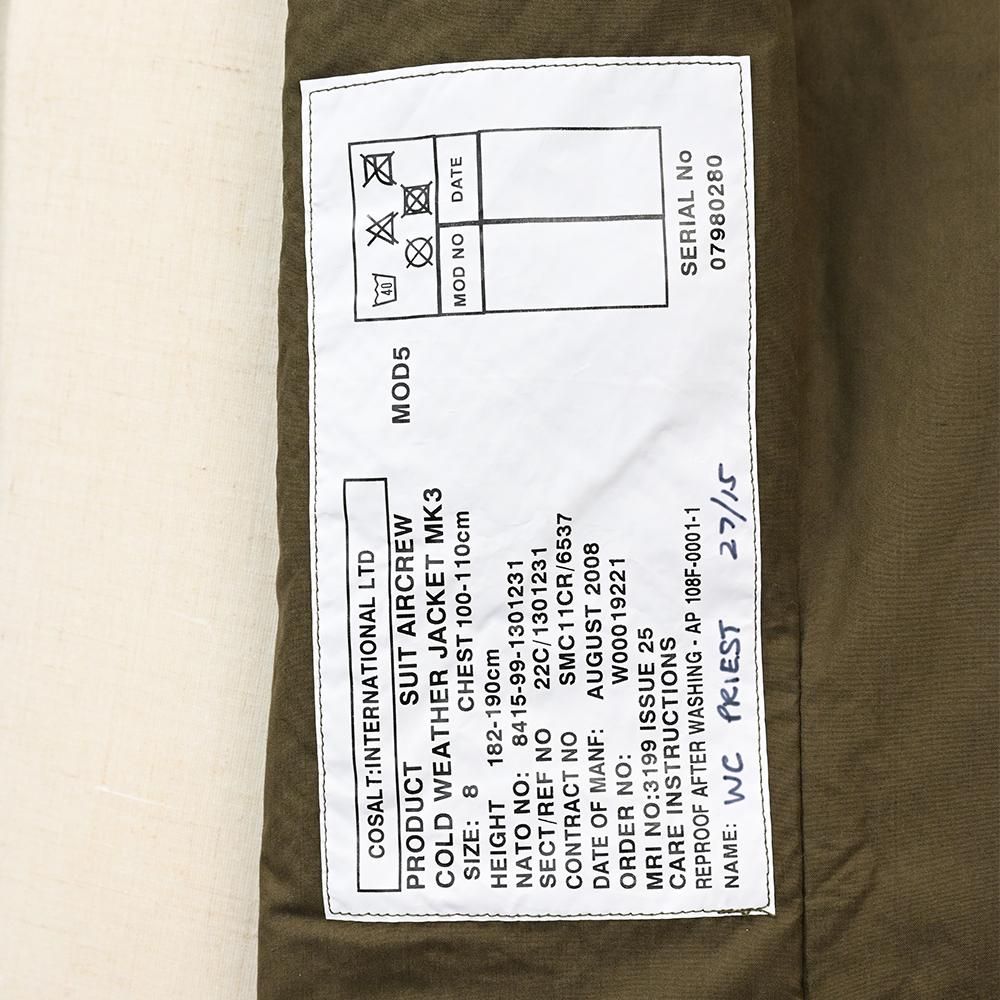 COSALT:INTERNATIONAL LTD
PRODUCT SUIT AIRCREW
COLD WEATHER JACKET MK3
SIZE: 8 CHEST 100-110cm
HEIGHT 182-190cm
NATO NO: 8415-99-1301231
SECT/REF NO 22C/1301231
CONTRACT NO SMC11CR/6537
DATE OF MANF: AUGUST 2008
ORDER NO: W00019221
MRI NO:3199 ISSUE 25
CARE INSTRUCTIONS
REPROOF AFTER WASHING - AP 108F-0001-1
NAME: WC PRIEST 27/15
MOD5
40
MOD NO DATE
SERIAL No
07980280